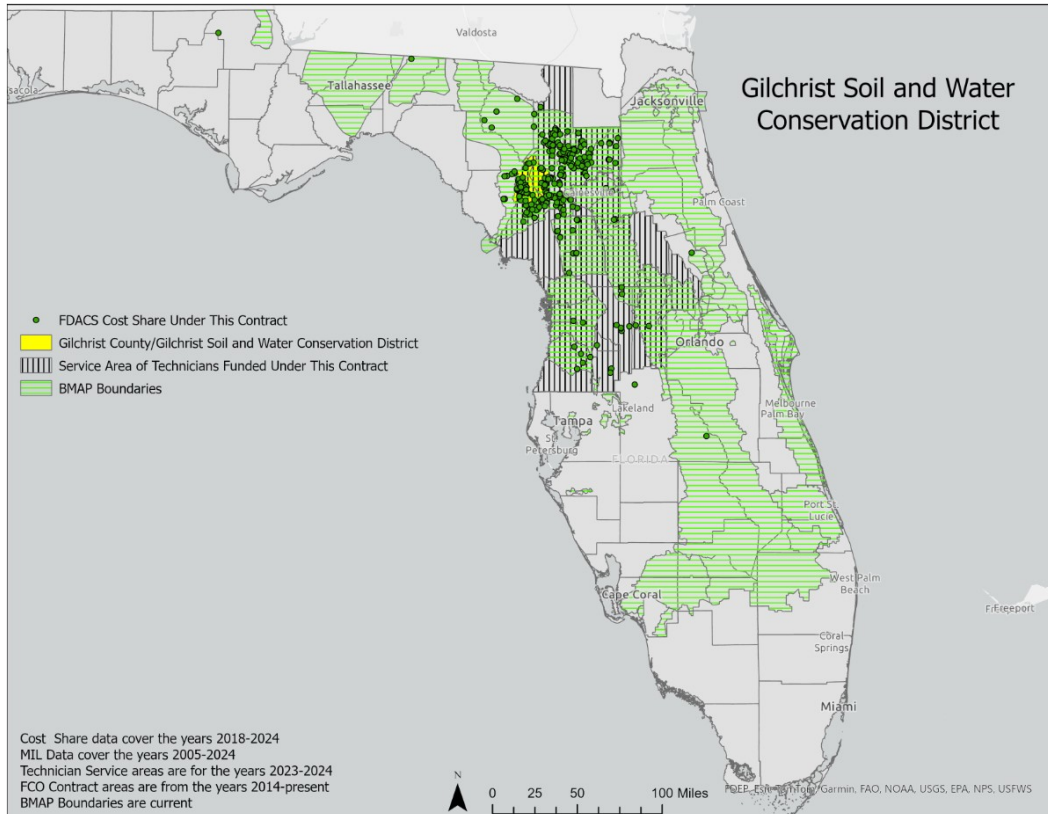 Valdosta
Gilchrist Soil and Water
Conservation District
sacola
Tallahassee
Jacksonville
Gainesville
Palm Coast
FDACS Cost Share Under This Contract
Gilchrist County/Gilchrist Soil and Water Conservation District
Service Area of Technicians Funded Under This Contract
BMAP Boundaries
Orlando
Melbourne
Palm Bay
Lakeland
Tampa
St.
Petersburg
FLORIDA
Port St.
Lucie
West Palm
Beach
Cape Coral
Freeport
Coral
Springs
Miami
Cost Share data cover the years 2018-2024
MIL Data cover the years 2005-2024
Technician Service areas are for the years 2023-2024
FCO Contract areas are from the years 2014-present
BMAP Boundaries are current
N
0 25 50 100 Miles
FDEP, Esri, TomTom, Garmin, FAO, NOAA, USGS, EPA, NPS, USFWS